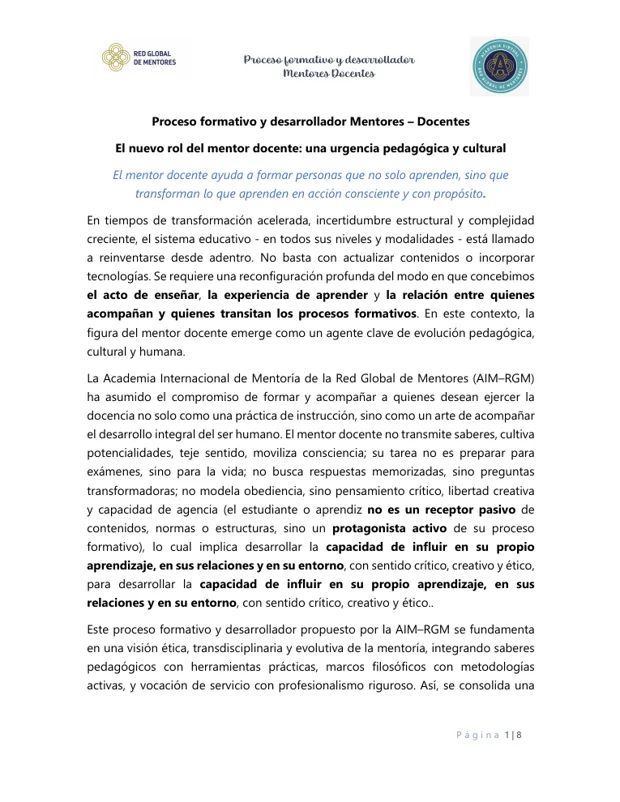 RED GLOBAL
DE MENTORES
Proceso formativo y desarrollador
Mentores Docentes
Proceso formativo y desarrollador Mentores – Docentes
El nuevo rol del mentor docente: una urgencia pedagógica y cultural
El mentor docente ayuda a formar personas que no solo aprenden, sino que
transforman lo que aprenden en acción consciente y con propósito.
En tiempos de transformación acelerada, incertidumbre estructural y complejidad
creciente, el sistema educativo - en todos sus niveles y modalidades - está llamado
a reinventarse desde adentro. No basta con actualizar contenidos o incorporar
tecnologías. Se requiere una reconfiguración profunda del modo en que concebimos
el acto de enseñar, la experiencia de aprender y la relación entre quienes
acompañan y quienes transitan los procesos formativos. En este contexto, la
figura del mentor docente emerge como un agente clave de evolución pedagógica,
cultural y humana.
La Academia Internacional de Mentoría de la Red Global de Mentores (AIM–RGM)
ha asumido el compromiso de formar y acompañar a quienes desean ejercer la
docencia no solo como una práctica de instrucción, sino como un arte de acompañar
el desarrollo integral del ser humano. El mentor docente no transmite saberes, cultiva
potencialidades, teje sentido, moviliza consciencia; su tarea no es preparar para
exámenes, sino para la vida; no busca respuestas memorizadas, sino preguntas
transformadoras; no modela obediencia, sino pensamiento crítico, libertad creativa
y capacidad de agencia (el estudiante o aprendiz no es un receptor pasivo de
contenidos, normas o estructuras, sino un protagonista activo de su proceso
formativo), lo cual implica desarrollar la capacidad de influir en su propio
aprendizaje, en sus relaciones y en su entorno, con sentido crítico, creativo y ético,
para desarrollar la capacidad de influir en su propio aprendizaje, en sus
relaciones y en su entorno, con sentido crítico, creativo y ético..
Este proceso formativo y desarrollador propuesto por la AIM–RGM se fundamenta
en una visión ética, transdisciplinaria y evolutiva de la mentoría, integrando saberes
pedagógicos con herramientas prácticas, marcos filosóficos con metodologías
activas, y vocación de servicio con profesionalismo riguroso. Así, se consolida una
Página 1|8